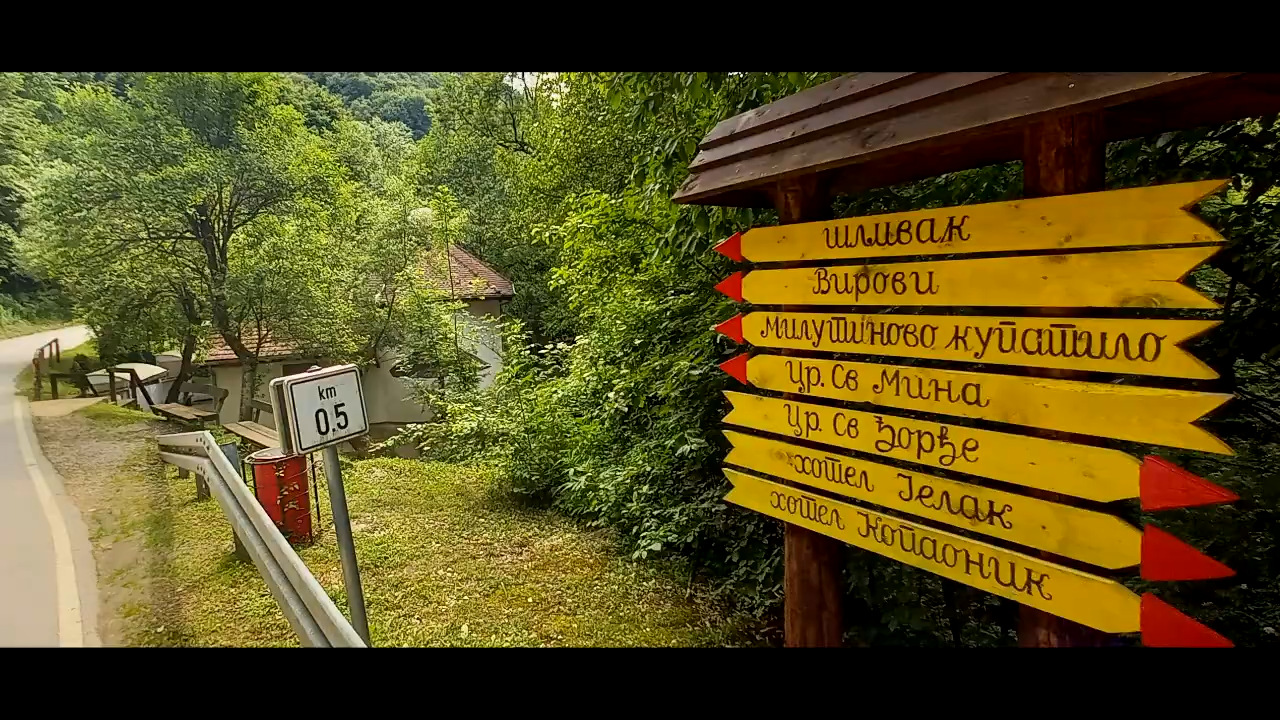 km
0.5
шливак
Вирови
Милутиново купатило
Цр. Св Мина
Цр. Св Ђорђе
хотел Јелак
хотел Копаоник